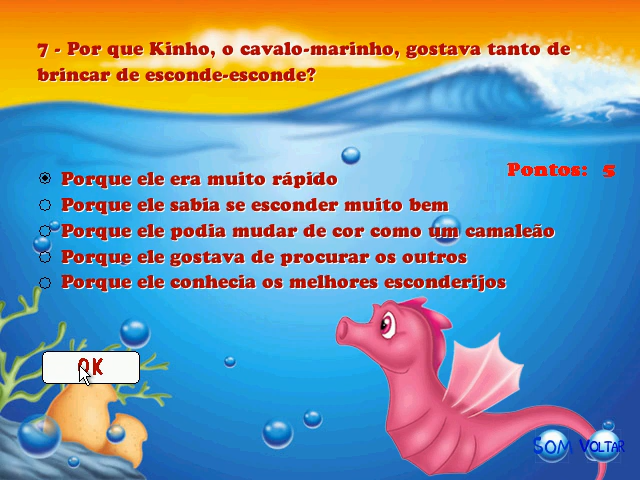 7 - Por que Kinho, o cavalo-marinho, gostava tanto de
brincar de esconde-esconde?
Pontos: 5
Porque ele era muito rápido
Porque ele sabia se esconder muito bem
Porque ele podia mudar de cor como um camaleão
Porque ele gostava de procurar os outros
Porque ele conhecia os melhores esconderijos
OK
SOM VOLTAR